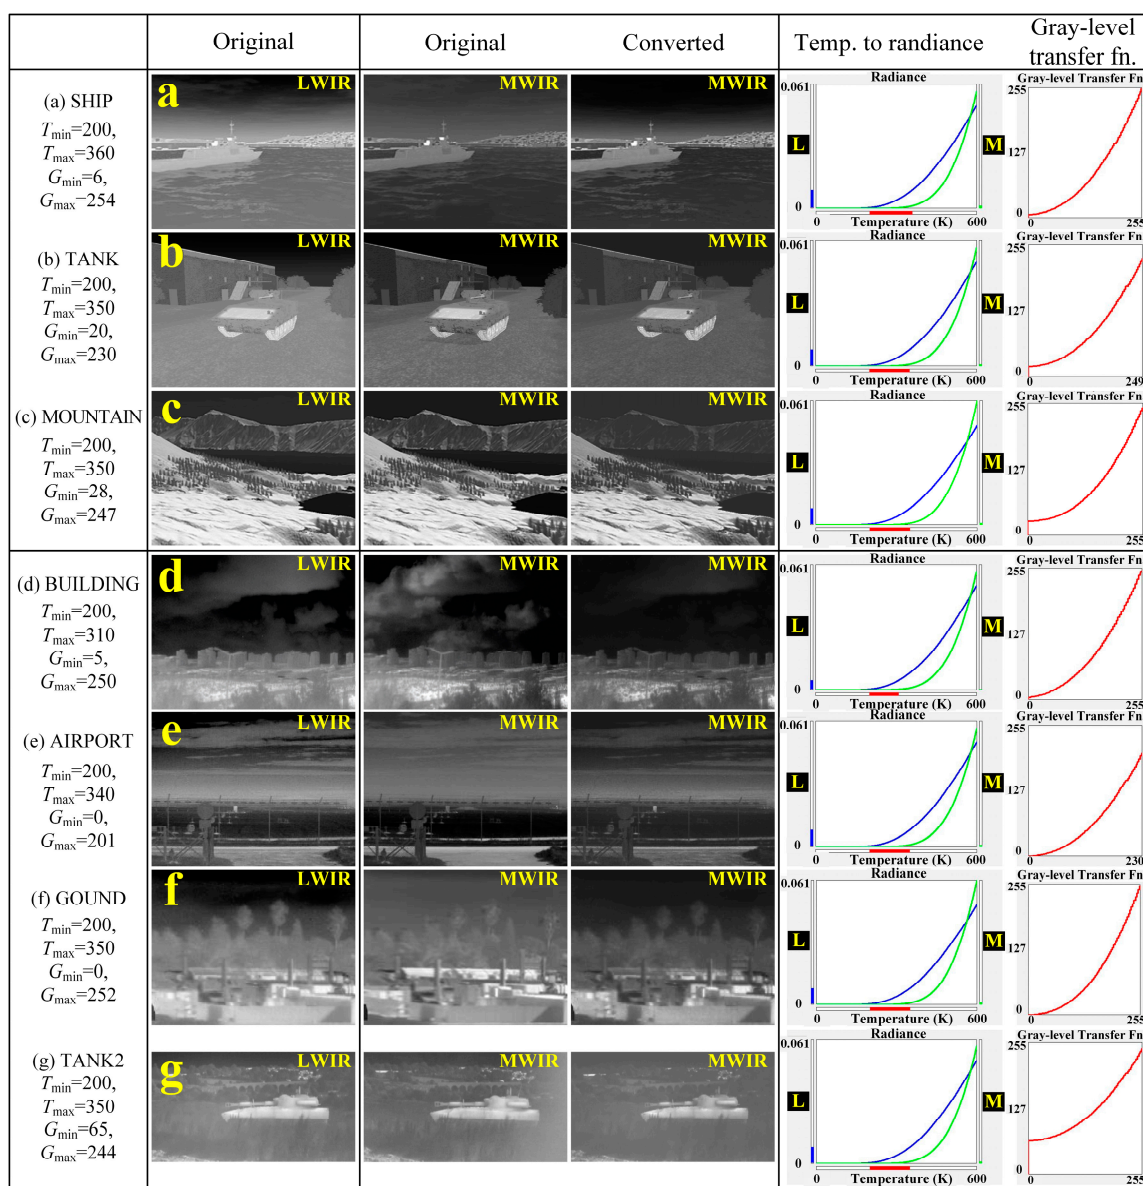 Original Original Converted Temp. to randiance Gray-level
transfer fn.
(a) SHIP
Tmin=200,
Tmax=360
Gmin=6,
Gmax=254
a LWIR MWIR MWIR
Radiance
0.061
L
0
0 Temperature (K) 600
M
Gray-level Transfer Fn
255
127
0
0 255
(b) TANK
Tmin=200,
Tmax=350
Gmin=20,
Gmax=230
b LWIR MWIR MWIR
Radiance
0.061
L
0
0 Temperature (K) 600
M
Gray-level Transfer Fn
255
127
0
0 249
(c) MOUNTAIN
Tmin=200,
Tmax=350
Gmin=28,
Gmax=247
c LWIR MWIR MWIR
Radiance
0.061
L
0
0 Temperature (K) 600
M
Gray-level Transfer Fn
255
127
0
0 255
(d) BUILDING
Tmin=200,
Tmax=310
Gmin=5,
Gmax=250
d LWIR MWIR MWIR
Radiance
0.061
L
0
0 Temperature (K) 600
M
Gray-level Transfer Fn
255
127
0
0 255
(e) AIRPORT
Tmin=200,
Tmax=340
Gmin=0,
Gmax=201
e LWIR MWIR MWIR
Radiance
0.061
L
0
0 Temperature (K) 600
M
Gray-level Transfer Fn
255
127
0
0 230
(f) GOUND
Tmin=200,
Tmax=350
Gmin=0,
Gmax=252
f LWIR MWIR MWIR
Radiance
0.061
L
0
0 Temperature (K) 600
M
Gray-level Transfer Fn
255
127
0
0 255
(g) TANK2
Tmin=200,
Tmax=350
Gmin=65,
Gmax=244
g LWIR MWIR MWIR
Radiance
0.061
L
0
0 Temperature (K) 600
M
Gray-level Transfer Fn
255
127
0
0 255